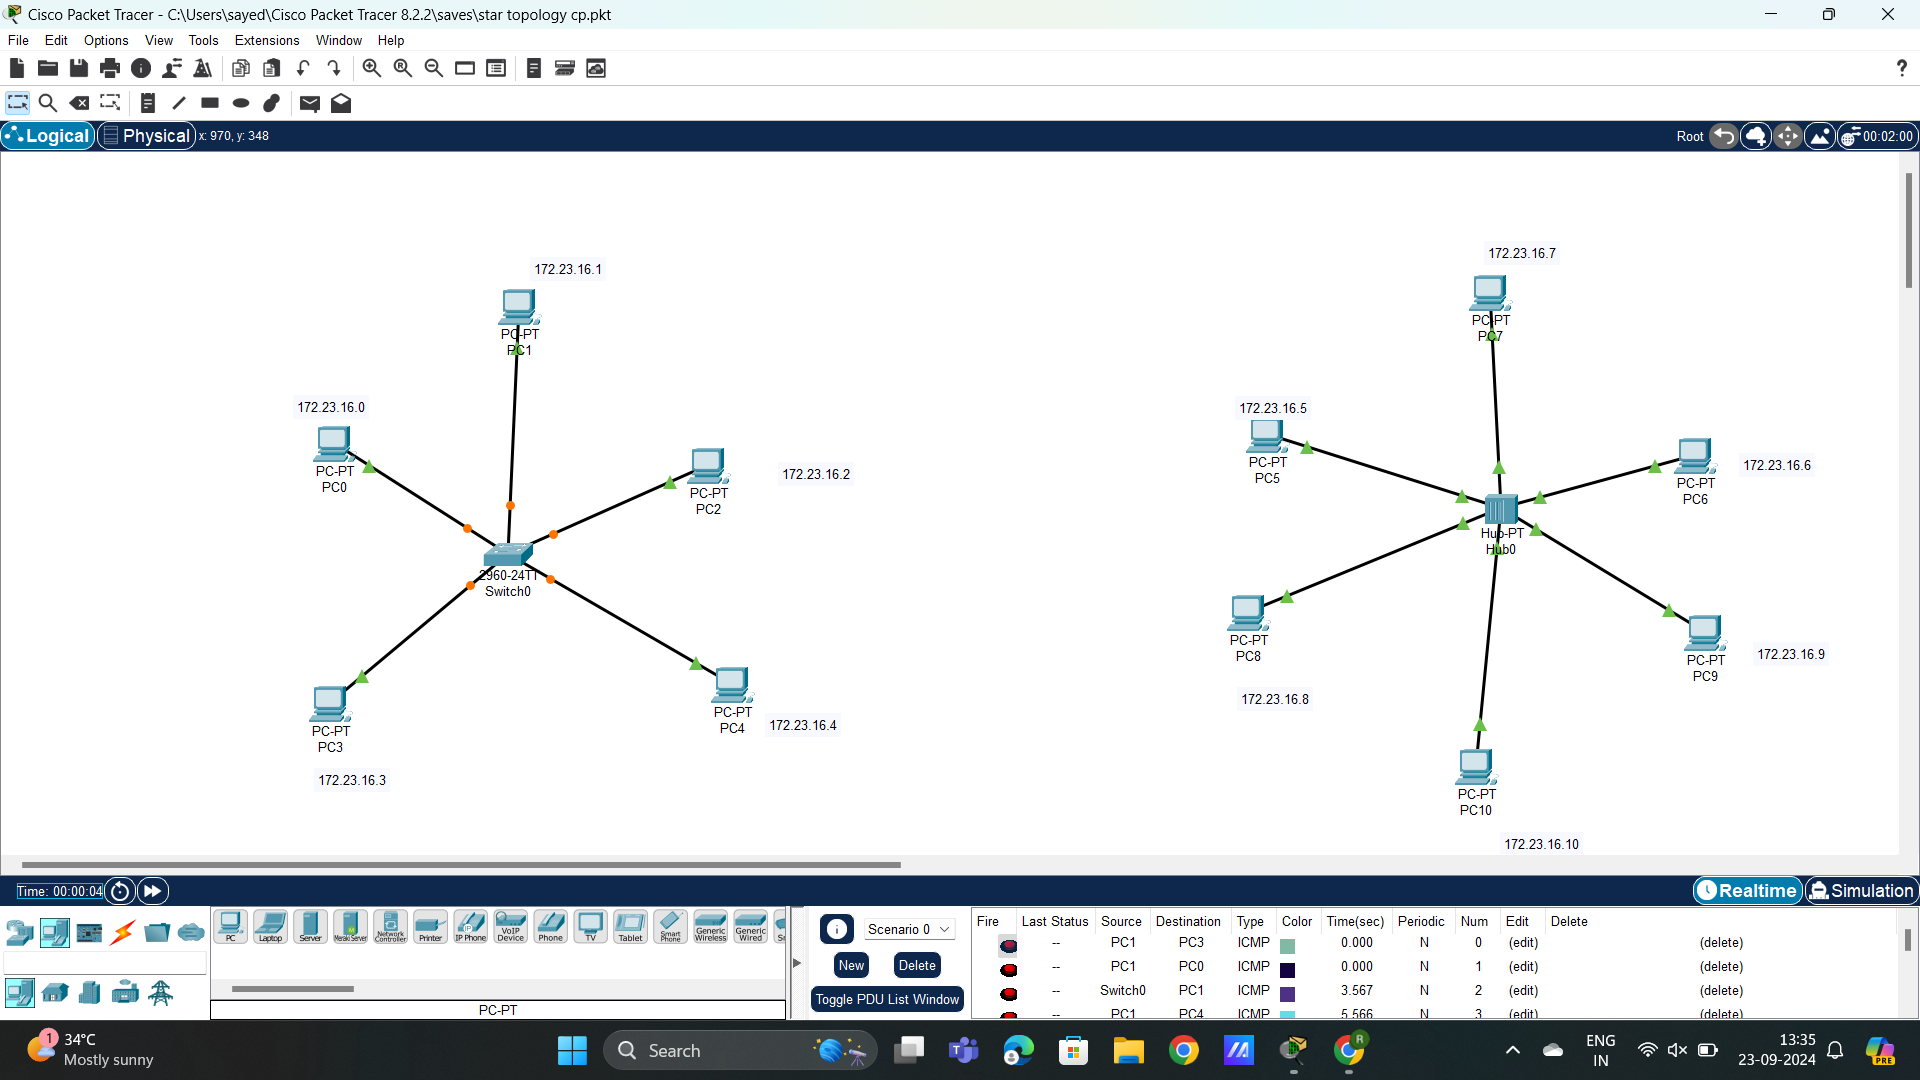 Cisco Packet Tracer - C:\Users\sayed\Cisco Packet Tracer 8.2.2\saves\star topology cp.pkt
File Edit Options View Tools Extensions Window Help
Logical Physical x: 970, y: 348
Root 00:02:00
172.23.16.1
PC-PT
PC1
172.23.16.0
PC-PT
PC0
PC-PT
PC2
172.23.16.2
2960-24TT
Switch0
PC-PT
PC3
172.23.16.3
PC-PT
PC4
172.23.16.4
172.23.16.7
PC-PT
PC7
172.23.16.5
PC-PT
PC5
PC-PT
PC6
172.23.16.6
Hub-PT
Hub0
PC-PT
PC8
172.23.16.8
PC-PT
PC9
172.23.16.9
PC-PT
PC10
172.23.16.10
Time: 00:00:04
Realtime Simulation
PC Laptop Server Meraki Server Network Controller Printer IP Phone VoIP Device Phone TV Tablet Smart Phone Generic Wireless Generic Wired
PC-PT
Scenario 0
New Delete
Toggle PDU List Window
Fire Last Status Source Destination Type Color Time(sec) Periodic Num Edit Delete
-- PC1 PC3 ICMP 0.000 N 0 (edit) (delete)
-- PC1 PC0 ICMP 0.000 N 1 (edit) (delete)
-- Switch0 PC1 ICMP 3.567 N 2 (edit) (delete)
-- PC1 PC4 ICMP 5.566 N 3 (edit) (delete)
1
34°C
Mostly sunny
Search
R
ENG
IN
13:35
23-09-2024
PRE